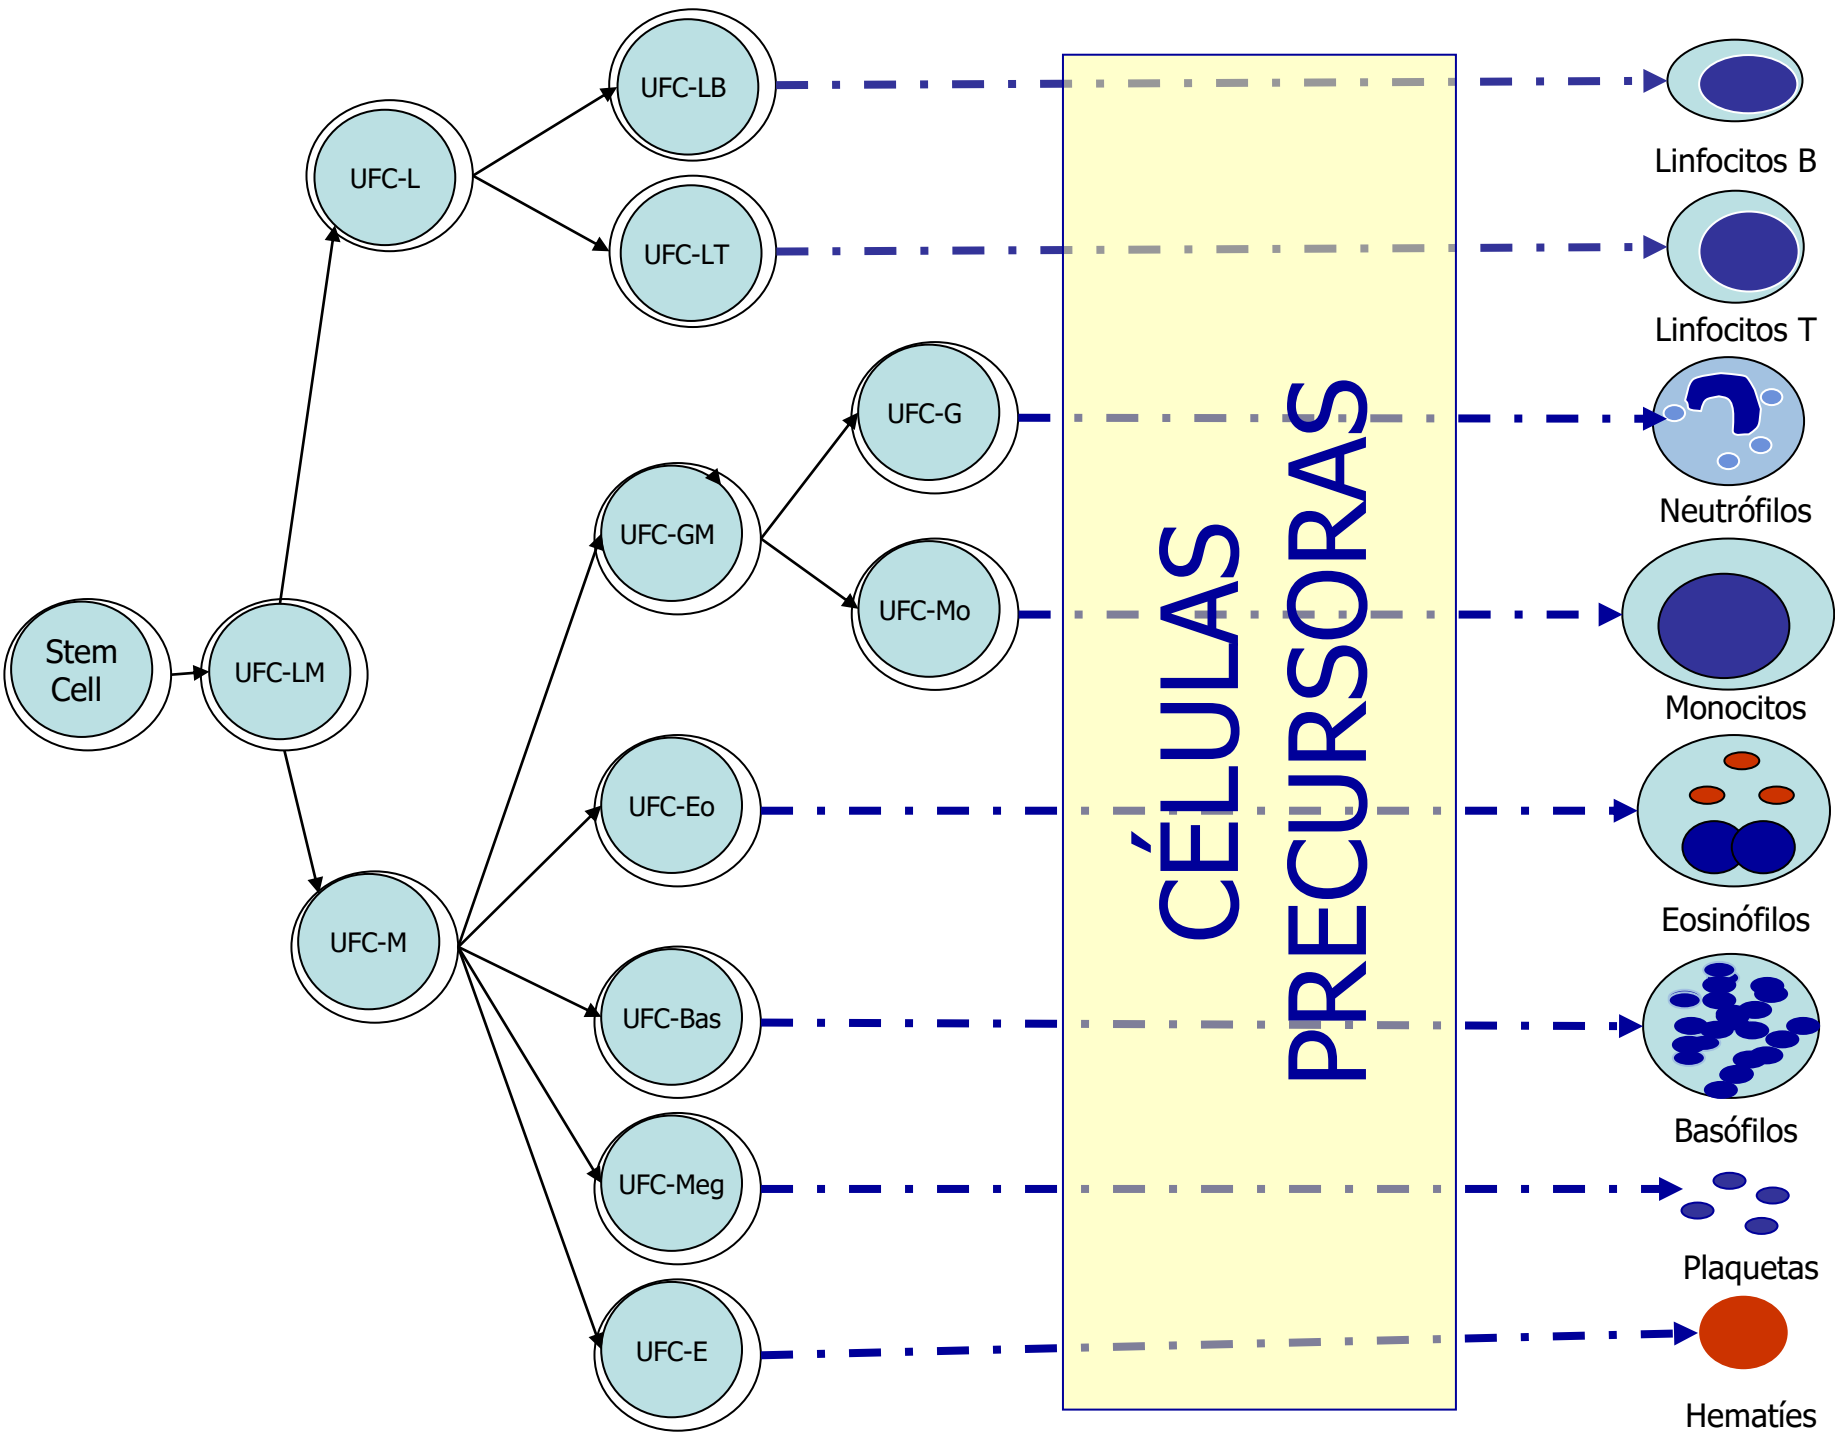 UFC-LB
Linfocitos B
UFC-L
UFC-LT
Linfocitos T
UFC-G
Neutrófilos
UFC-GM
UFC-Mo
Monocitos
Stem
Cell
UFC-LM
CÉLULAS
PRECURSORAS
UFC-Eo
Eosinófilos
UFC-M
UFC-Bas
Basófilos
UFC-Meg
Plaquetas
UFC-E
Hematíes